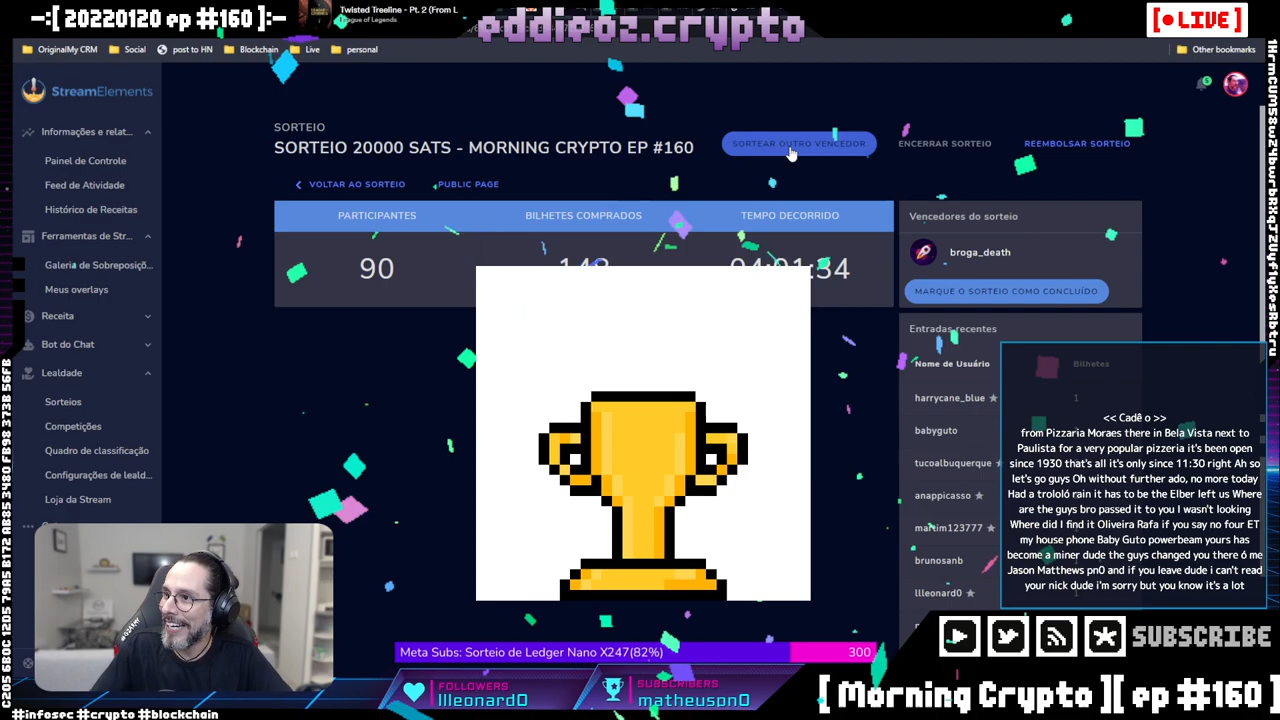 -:[ 20220120 ep #160 ]:-
Twisted Treeline - Pt. 2 (From L
League of Legends
eddieoz.crypto
[● LIVE]
OriginalMy CRM
Social
post to HN
Blockchain
Live
personal
Other bookmarks
StreamElements
6
Informações e relat...
Painel de Controle
Feed de Atividade
Histórico de Receitas
Ferramentas de Str...
Galeria de Sobreposiçõ...
Meus overlays
Receita
Bot do Chat
Lealdade
Sorteios
Competições
Quadro de classificação
Configurações de leald...
Loja da Stream
SORTEIO
SORTEIO 20000 SATS - MORNING CRYPTO EP #160
SORTEAR OUTRO VENCEDOR
ENCERRAR SORTEIO
REEMBOLSAR SORTEIO
VOLTAR AO SORTEIO
PUBLIC PAGE
PARTICIPANTES
BILHETES COMPRADOS
TEMPO DECORRIDO
90
143
04:01:34
Vencedores do sorteio
broga_death
MARQUE O SORTEIO COMO CONCLUÍDO
Entradas recentes
Nome de Usuário
Bilhetes
harrycane_blue
1
babyguto
tucoalbuquerque
anappicasso
martim123777
brunosanb
llleonard0
<< Cadê o >>
from Pizzaria Moraes there in Bela Vista next to
Paulista for a very popular pizzeria it's been open
since 1930 that's all it's only since 11:30 right Ah so
let's go guys Oh without further ado, no more today
Had a trololó rain it has to be the Elber left us Where
are the guys bro passed it to you I wasn't looking
Where did I find it Oliveira Rafa if you say no four ET
my house phone Baby Guto powerbeam yours has
become a miner dude the guys changed you there ó me
Jason Matthews pn0 and if you leave dude i can't read
your nick dude i'm sorry but you know it's a lot
Meta Subs: Sorteio de Ledger Nano X
247(82%)
300
FOLLOWERS
llleonard0
SUBSCRIBERS
matheuspn0
SUBSCRIBE
[ Morning Crypto ][ ep #160 ]
#infosec #crypto #blockchain